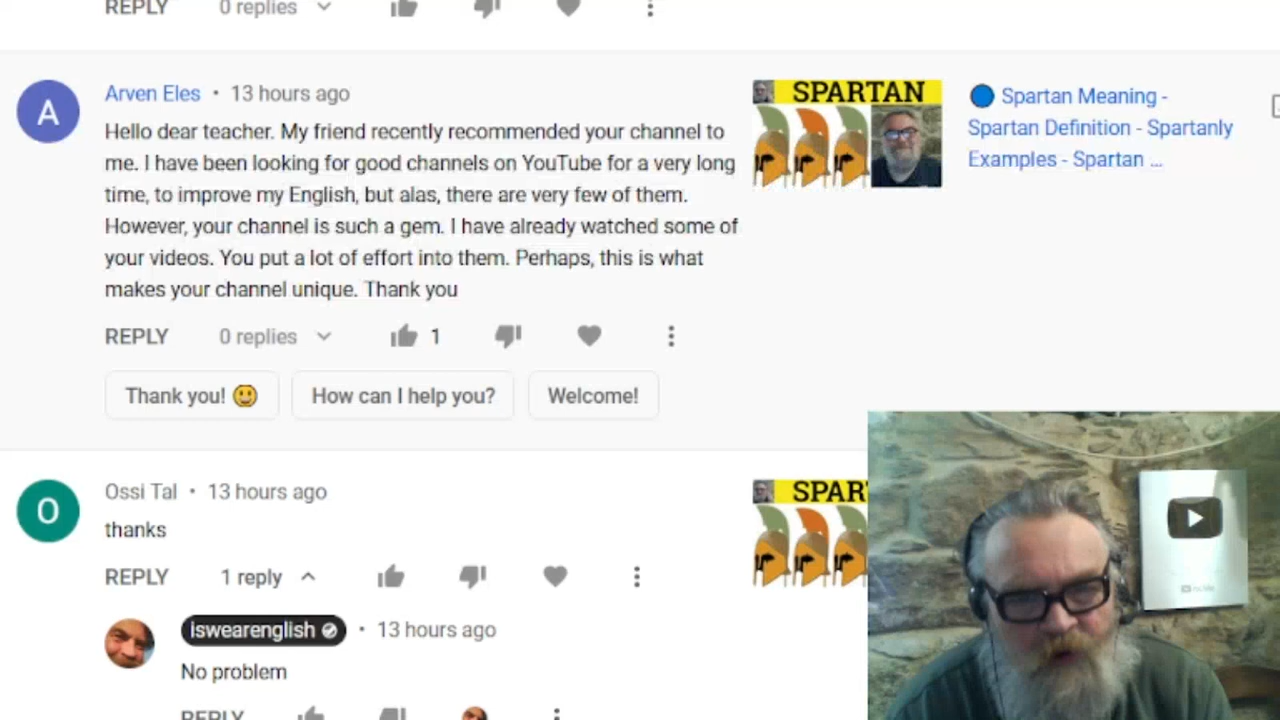 REPLY 0 replies
Arven Eles • 13 hours ago
Hello dear teacher. My friend recently recommended your channel to
me. I have been looking for good channels on YouTube for a very long
time, to improve my English, but alas, there are very few of them.
However, your channel is such a gem. I have already watched some of
your videos. You put a lot of effort into them. Perhaps, this is what
makes your channel unique. Thank you
REPLY 0 replies 1
Thank you! 🙂 How can I help you? Welcome!
SPARTAN
Spartan Meaning -
Spartan Definition - Spartanly
Examples - Spartan ...
A
Ossi Tal • 13 hours ago
thanks
REPLY 1 reply
O
SPAR
iswearenglish • 13 hours ago
No problem
REPLY